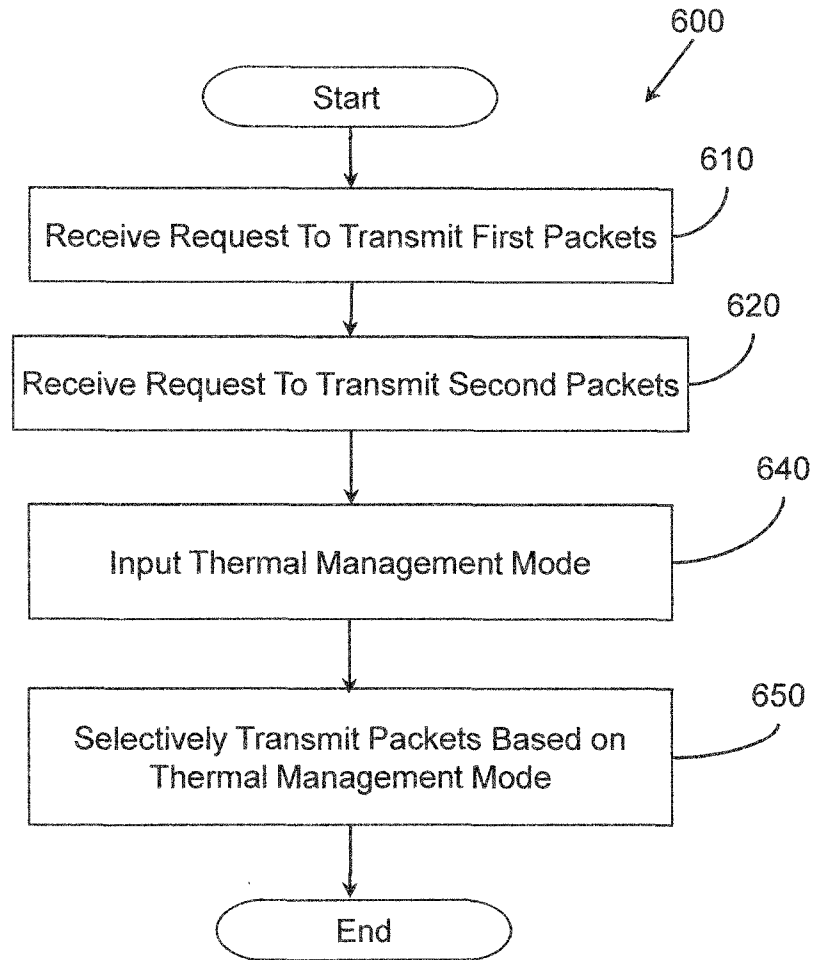 600
Start
610
Receive Request To Transmit First Packets
620
Receive Request To Transmit Second Packets
640
Input Thermal Management Mode
650
Selectively Transmit Packets Based on
Thermal Management Mode
End